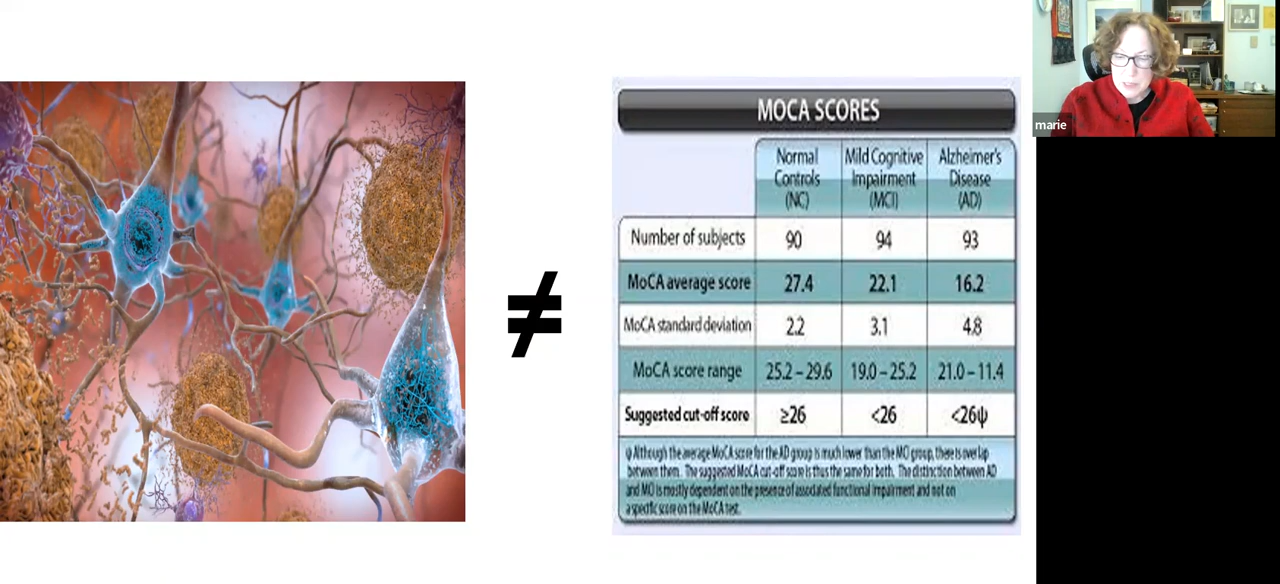 marie
≠
MOCA SCORES
Normal Controls (NC) Mild Cognitive Impairment (MCI) Alzheimer's Disease (AD)
Number of subjects 90 94 93
MoCA average score 27.4 22.1 16.2
MoCA standard deviation 2.2 3.1 4.8
MoCA score range 25.2 – 29.6 19.0 – 25.2 21.0 – 11.4
Suggested cut-off score ≥26 <26 <26ψ
ψ Although the average MoCA score for the AD group is much lower than the MCI group, there is overlap
between them. The suggested MoCA cut-off score is thus the same for both. The distinction between AD
and MCI is mostly dependent on the presence of associated functional impairment and not on
a specific score on the MoCA test.